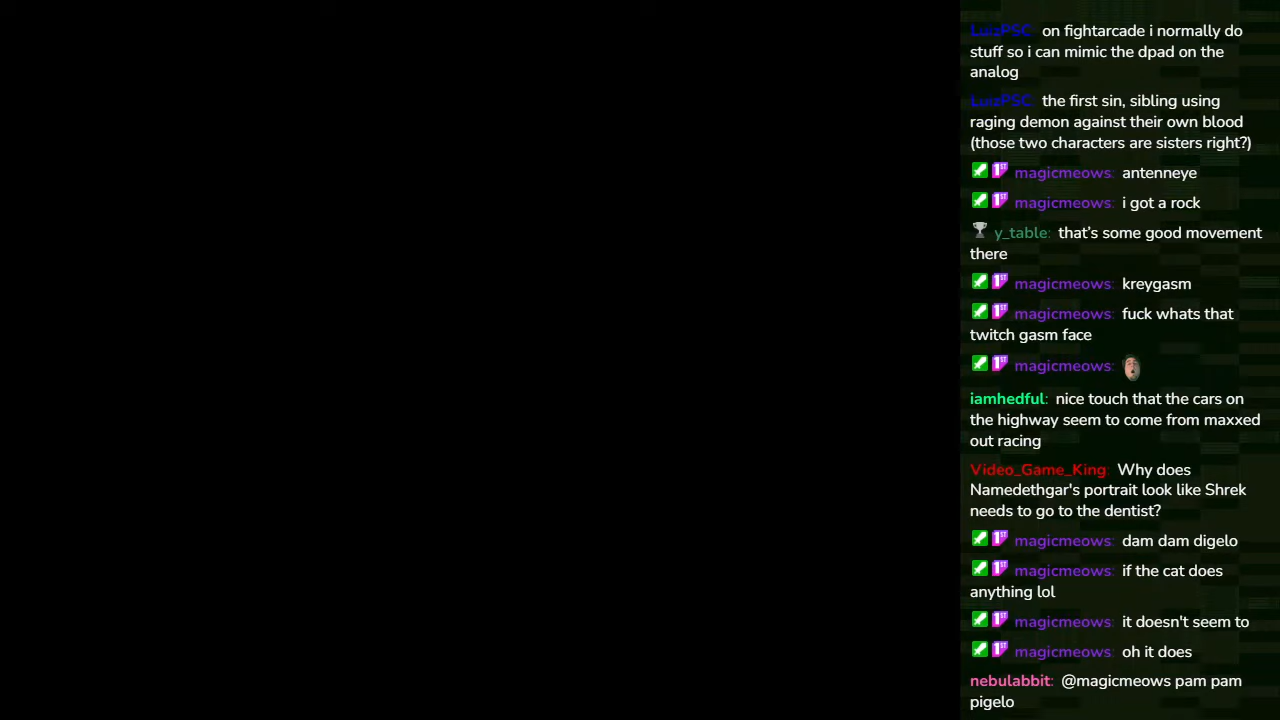 LuizPSC: on fightarcade i normally do
stuff so i can mimic the dpad on the
analog
LuizPSC: the first sin, sibling using
raging demon against their own blood
(those two characters are sisters right?)
magicmeows: antenneye
magicmeows: i got a rock
y_table: that's some good movement
there
magicmeows: kreygasm
magicmeows: fuck whats that
twitch gasm face
magicmeows:
iamhedful: nice touch that the cars on
the highway seem to come from maxxed
out racing
Video_Game_King: Why does
Namedethgar's portrait look like Shrek
needs to go to the dentist?
magicmeows: dam dam digelo
magicmeows: if the cat does
anything lol
magicmeows: it doesn't seem to
magicmeows: oh it does
nebulabbit: @magicmeows pam pam
pigelo